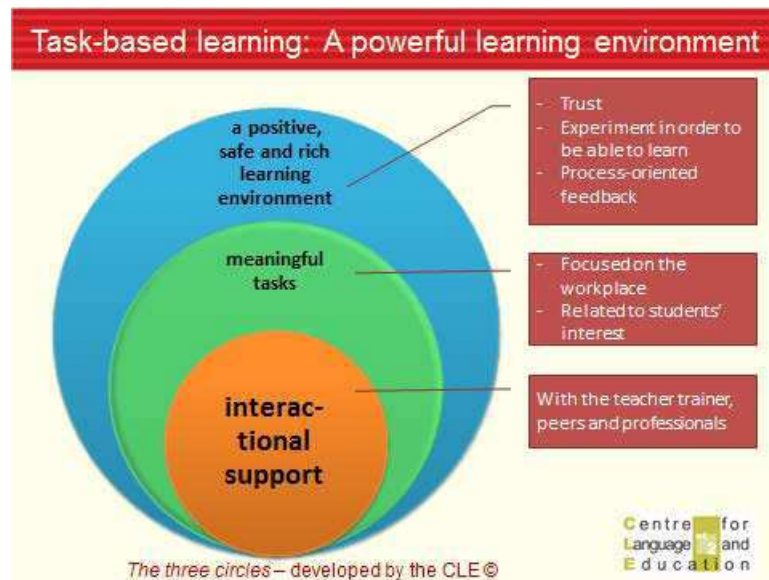 Task-based learning: A powerful learning environment
a positive,
safe and rich
learning
environment
- Trust
- Experiment in order to
be able to learn
- Process-oriented
feedback
meaningful
tasks
- Focused on the
workplace
- Related to students'
interest
interac-
tional
support
With the teacher trainer,
peers and professionals
The three circles – developed by the CLE ©
Centre for
Language and
Education